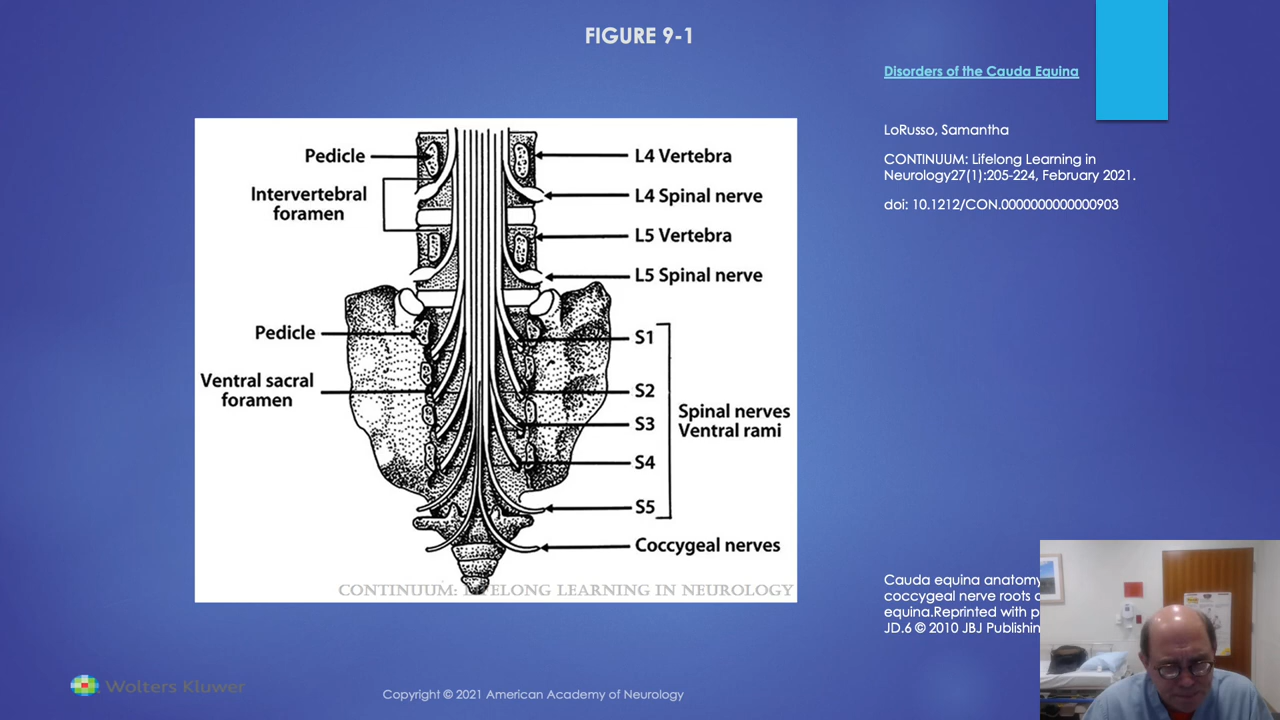 FIGURE 9-1
Disorders of the Cauda Equina
LoRusso, Samantha
CONTINUUM: Lifelong Learning in
Neurology27(1):205-224, February 2021.
doi: 10.1212/CON.0000000000000903
Pedicle
Intervertebral
foramen
Pedicle
Ventral sacral
foramen
L4 Vertebra
L4 Spinal nerve
L5 Vertebra
L5 Spinal nerve
S1
S2
S3
S4
S5
Spinal nerves
Ventral rami
Coccygeal nerves
CONTINUUM: LIFELONG LEARNING IN NEUROLOGY
Cauda equina anatomy
coccygeal nerve roots
equina.Reprinted with
JD.6 © 2010 JBJ Publishin
Wolters Kluwer
Copyright © 2021 American Academy of Neurology